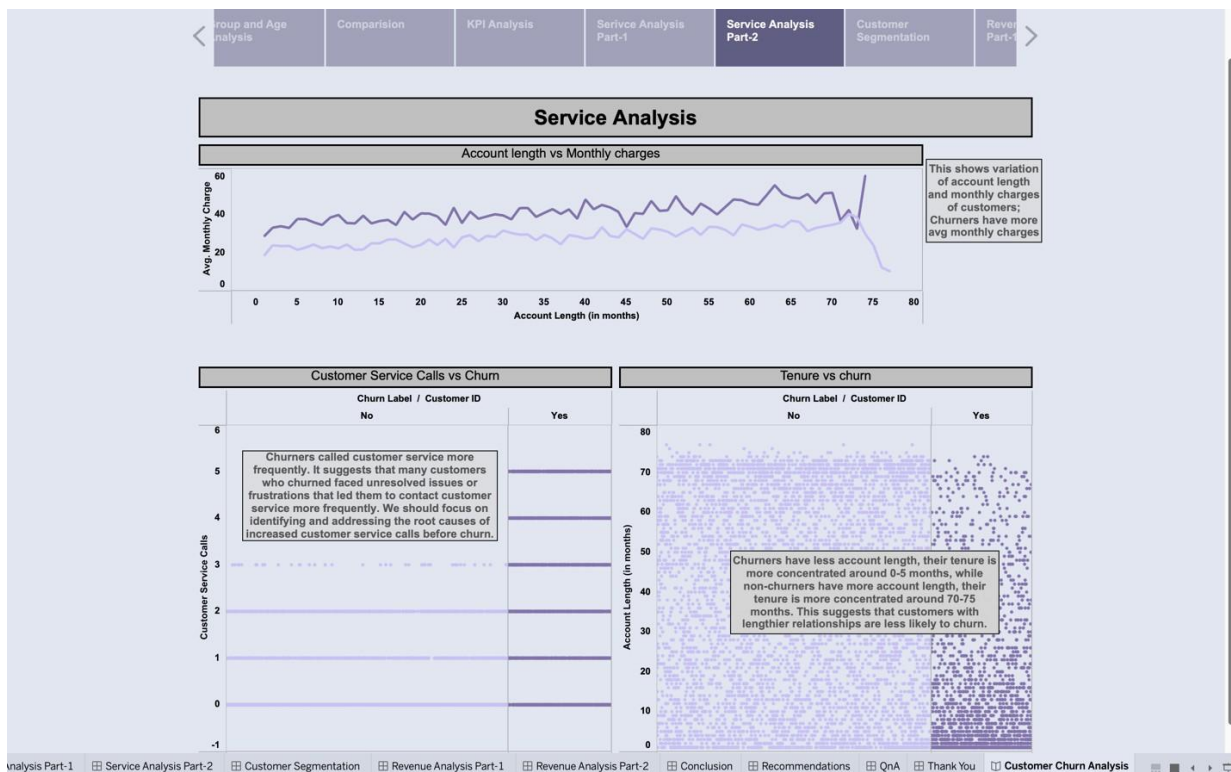 Group and Age
Analysis
Comparision
KPI Analysis
Serivce Analysis
Part-1
Service Analysis
Part-2
Customer
Segmentation
Part-1
Service Analysis
Account length vs Monthly charges
This shows variation
of account length
and monthly charges
of customers;
Churners have more
avg monthly charges
Avg. Monthly Charge
60
40
20
0
0 5 10 15 20 25 30 35 40 45 50 55 60 65 70 75 80
Account Length (in months)
Customer Service Calls vs Churn
Churn Label / Customer ID
No Yes
Customer Service Calls
6
5
4
3
2
1
0
-1
Churners called customer service more
frequently. It suggests that many customers
who churned faced unresolved issues or
frustrations that led them to contact customer
service more frequently. We should focus on
identifying and addressing the root causes of
increased customer service calls before churn.
Tenure vs churn
Churn Label / Customer ID
No Yes
Account Length (in months)
80
70
60
50
40
30
20
10
0
Churners have less account length, their tenure is
more concentrated around 0-5 months, while
non-churners have more account length, their
tenure is more concentrated around 70-75
months. This suggests that customers with
lengthier relationships are less likely to churn.
Analysis Part-1 Service Analysis Part-2 Customer Segmentation Revenue Analysis Part-1 Revenue Analysis Part-2 Conclusion Recommendations QnA Thank You Customer Churn Analysis